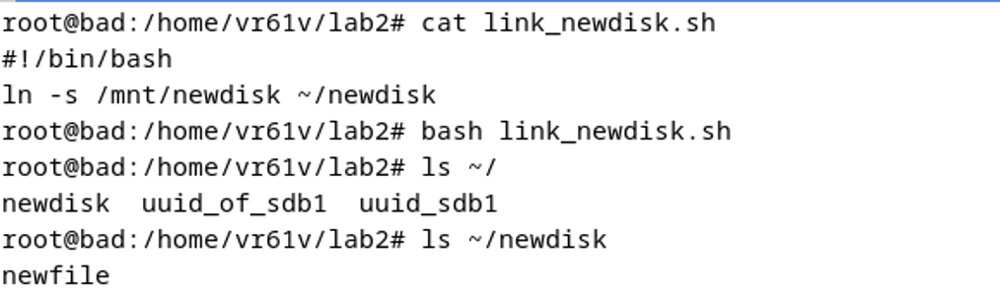 root@bad:/home/vr61v/lab2# cat link_newdisk.sh
#!/bin/bash
ln -s /mnt/newdisk ~/newdisk
root@bad:/home/vr61v/lab2# bash link_newdisk.sh
root@bad:/home/vr61v/lab2# ls ~/
newdisk  uuid_of_sdb1  uuid_sdb1
root@bad:/home/vr61v/lab2# ls ~/newdisk
newfile